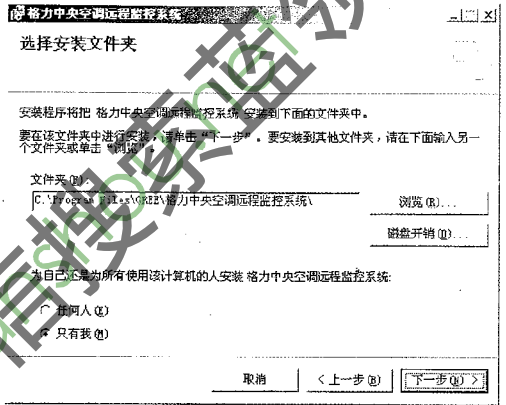 格力中央空调远程监控系统
选择安装文件夹
安装程序将把 格力中央空调远程监控系统 安装到下面的文件夹中。
要在该文件夹中进行安装，请单击“下一步”。要安装到其他文件夹，请在下面输入另一
个文件夹或单击“浏览”。
文件夹(F):
C:\Program Files\GREE\格力中央空调远程监控系统\
浏览(R)...
磁盘开销(D)...
为自己还是为所有使用该计算机的人安装 格力中央空调远程监控系统:
任何人(E)
只有我(M)
取消
< 上一步(B)
下一步(N) >